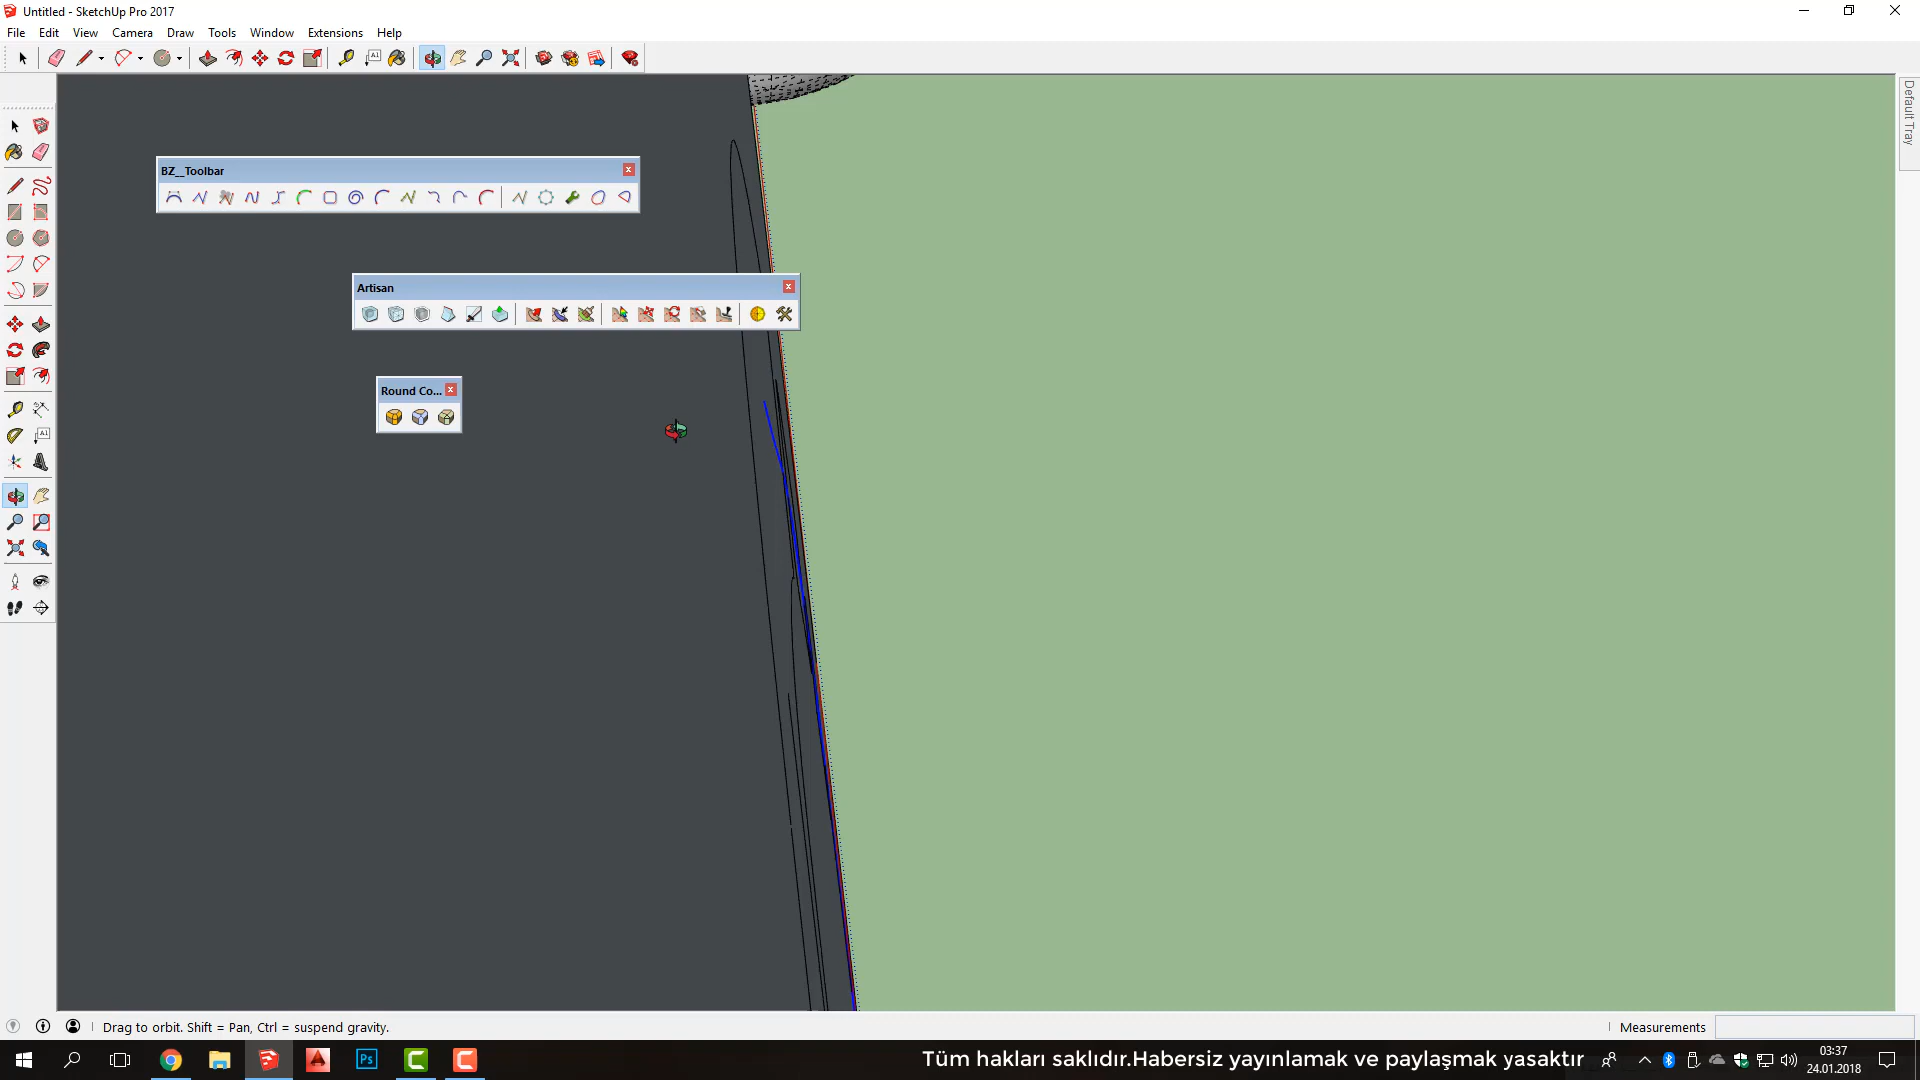 Untitled - SketchUp Pro 2017
File Edit View Camera Draw Tools Window Extensions Help
Default Tray
BZ__Toolbar
Artisan
Round Co...
Drag to orbit. Shift = Pan, Ctrl = suspend gravity.
Measurements
Tüm hakları saklıdır.Habersiz yayınlamak ve paylaşmak yasaktır
03:37
24.01.2018